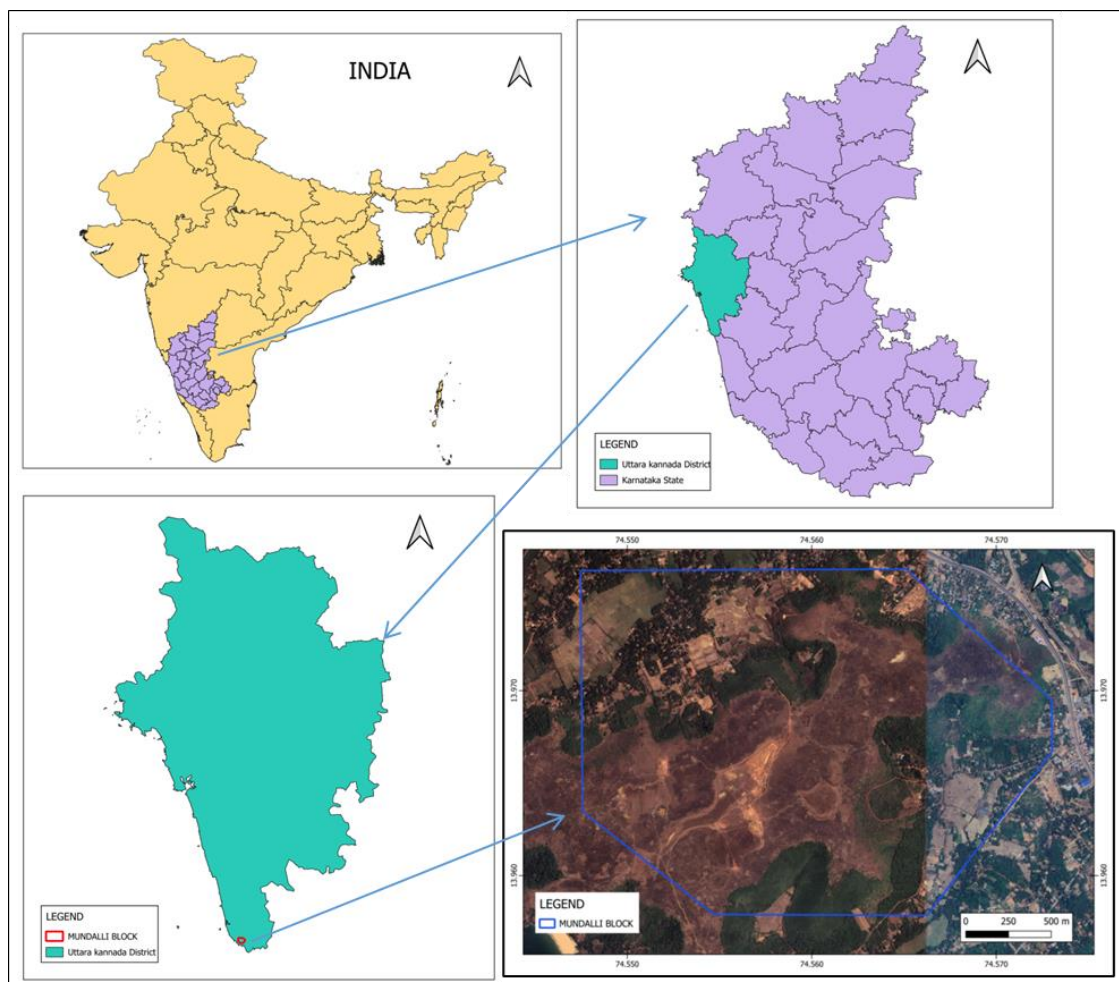 INDIA
LEGEND
Uttara kannada District
Karnataka State
LEGEND
MUNDALLI BLOCK
Uttara kannada District
74.550
74.560
74.570
13.970
13.970
13.960
13.960
LEGEND
MUNDALLI BLOCK
0 250 500 m
74.550
74.560
74.570